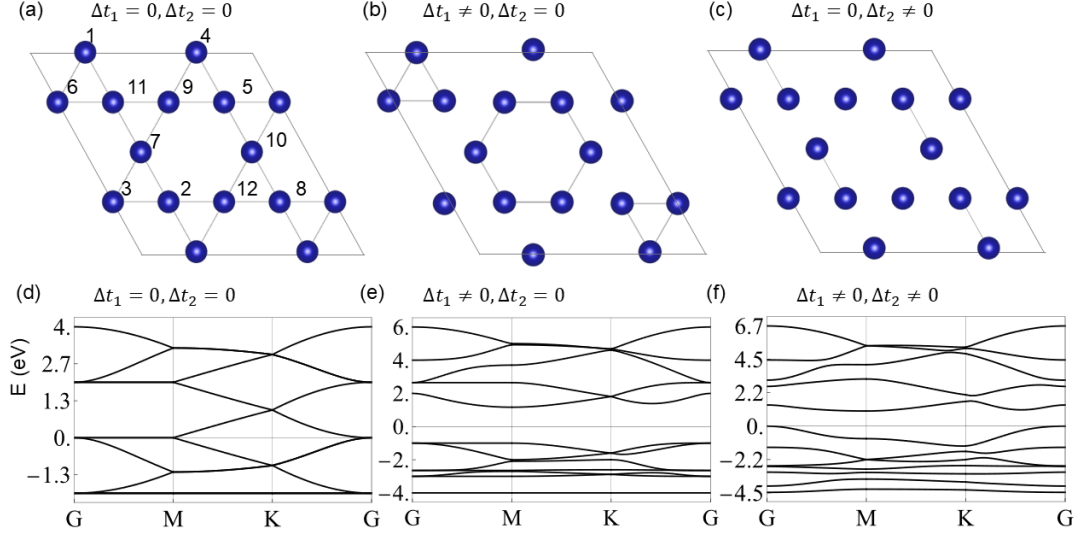 (a) Δt₁ = 0, Δt₂ = 0
(b) Δt₁ ≠ 0, Δt₂ = 0
(c) Δt₁ = 0, Δt₂ ≠ 0
1 4
6 11 9 5
7 10
3 2 12 8
(d) Δt₁ = 0, Δt₂ = 0
(e) Δt₁ ≠ 0, Δt₂ = 0
(f) Δt₁ ≠ 0, Δt₂ ≠ 0
E (eV)
4.
2.7
1.3
0.
−1.3
G M K G
6.
4.
2.
0.
−2.
−4.
G M K G
6.7
4.5
2.2
0.
−2.2
−4.5
G M K G